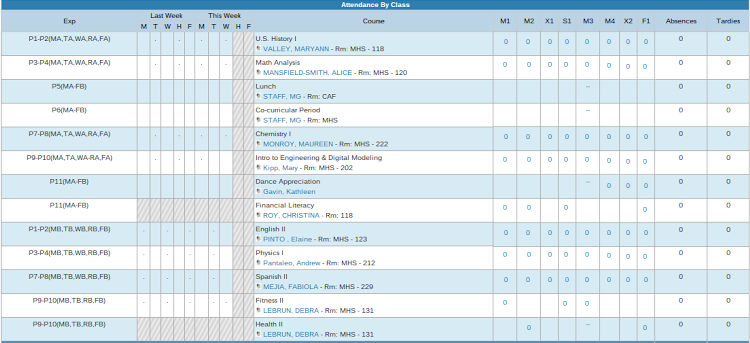 Attendance By Class
Exp Last Week This Week Course M1 M2 X1 S1 M3 M4 X2 F1 Absences Tardies
M T W H F M T W H F
P1-P2(MA,TA,WA,RA,FA) . . . . U.S. History I 0 0 0 0 0 0 0 0 0 0
VALLEY, MARYANN - Rm: MHS - 118
P3-P4(MA,TA,WA,RA,FA) . . . . Math Analysis 0 0 0 0 0 0 0 0 0 0
MANSFIELD-SMITH, ALICE - Rm: MHS - 120
P5(MA-FB) Lunch -- 0 0
STAFF, MG - Rm: CAF
P6(MA-FB) Co-curricular Period -- 0 0
STAFF, MG - Rm: MHS
P7-P8(MA,TA,WA,RA,FA) . . . . Chemistry I 0 0 0 0 0 0 0 0 0 0
MONROY, MAUREEN - Rm: MHS - 222
P9-P10(MA,TA,WA-RA,FA) . . . Intro to Engineering & Digital Modeling 0 0 0 0 0 0 0 0 0 0
Kipp, Mary - Rm: MHS - 202
P11(MA-FB) Dance Appreciation -- 0 0 0 0 0
Gavin, Kathleen
P11(MA-FB) Financial Literacy 0 0 0 0 0 0
ROY, CHRISTINA - Rm: 118
P1-P2(MB,TB,WB,RB,FB) . . . . English II 0 0 0 0 0 0 0 0 0 0
PINTO , Elaine - Rm: MHS - 123
P3-P4(MB,TB,WB,RB,FB) . . . Physics I 0 0 0 0 0 0 0 0 0 0
Pantaleo, Andrew - Rm: MHS - 212
P7-P8(MB,TB,WB,RB,FB) . . . Spanish II 0 0 0 0 0 0 0 0 0 0
MEJIA, FABIOLA - Rm: MHS - 229
P9-P10(MB,TB,RB,FB) . . . . Fitness II 0 0 0 0 0
LEBRUN, DEBRA - Rm: MHS - 131
P9-P10(MB,TB,RB,FB) Health II 0 -- 0 0 0
LEBRUN, DEBRA - Rm: MHS - 131